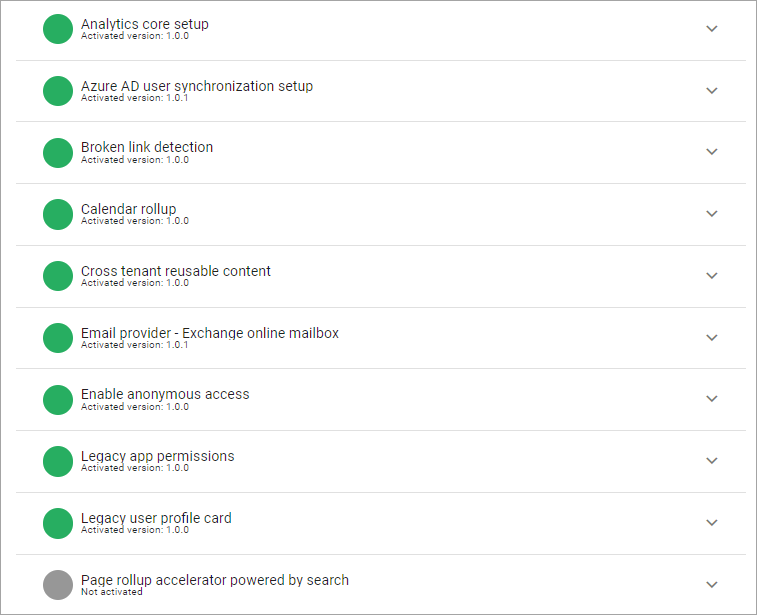 Analytics core setup
Activated version: 1.0.0
Azure AD user synchronization setup
Activated version: 1.0.1
Broken link detection
Activated version: 1.0.0
Calendar rollup
Activated version: 1.0.0
Cross tenant reusable content
Activated version: 1.0.0
Email provider - Exchange online mailbox
Activated version: 1.0.1
Enable anonymous access
Activated version: 1.0.0
Legacy app permissions
Activated version: 1.0.0
Legacy user profile card
Activated version: 1.0.0
Page rollup accelerator powered by search
Not activated